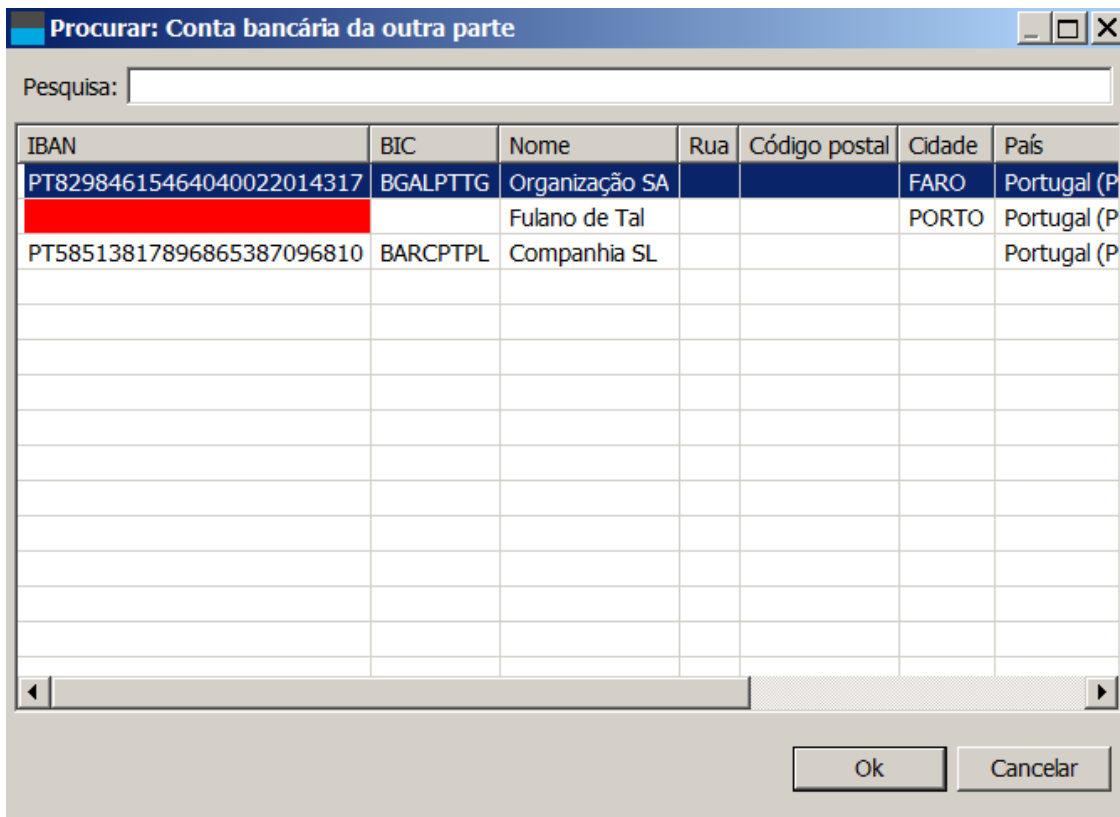 Procurar: Conta bancária da outra parte
Pesquisa:
IBAN BIC Nome Rua Código postal Cidade País
PT82984615464040022014317 BGALPTTG Organização SA FARO Portugal (P
Fulano de Tal PORTO Portugal (P
PT58513817896865387096810 BARCPTPL Companhia SL Portugal (P
Ok Cancelar